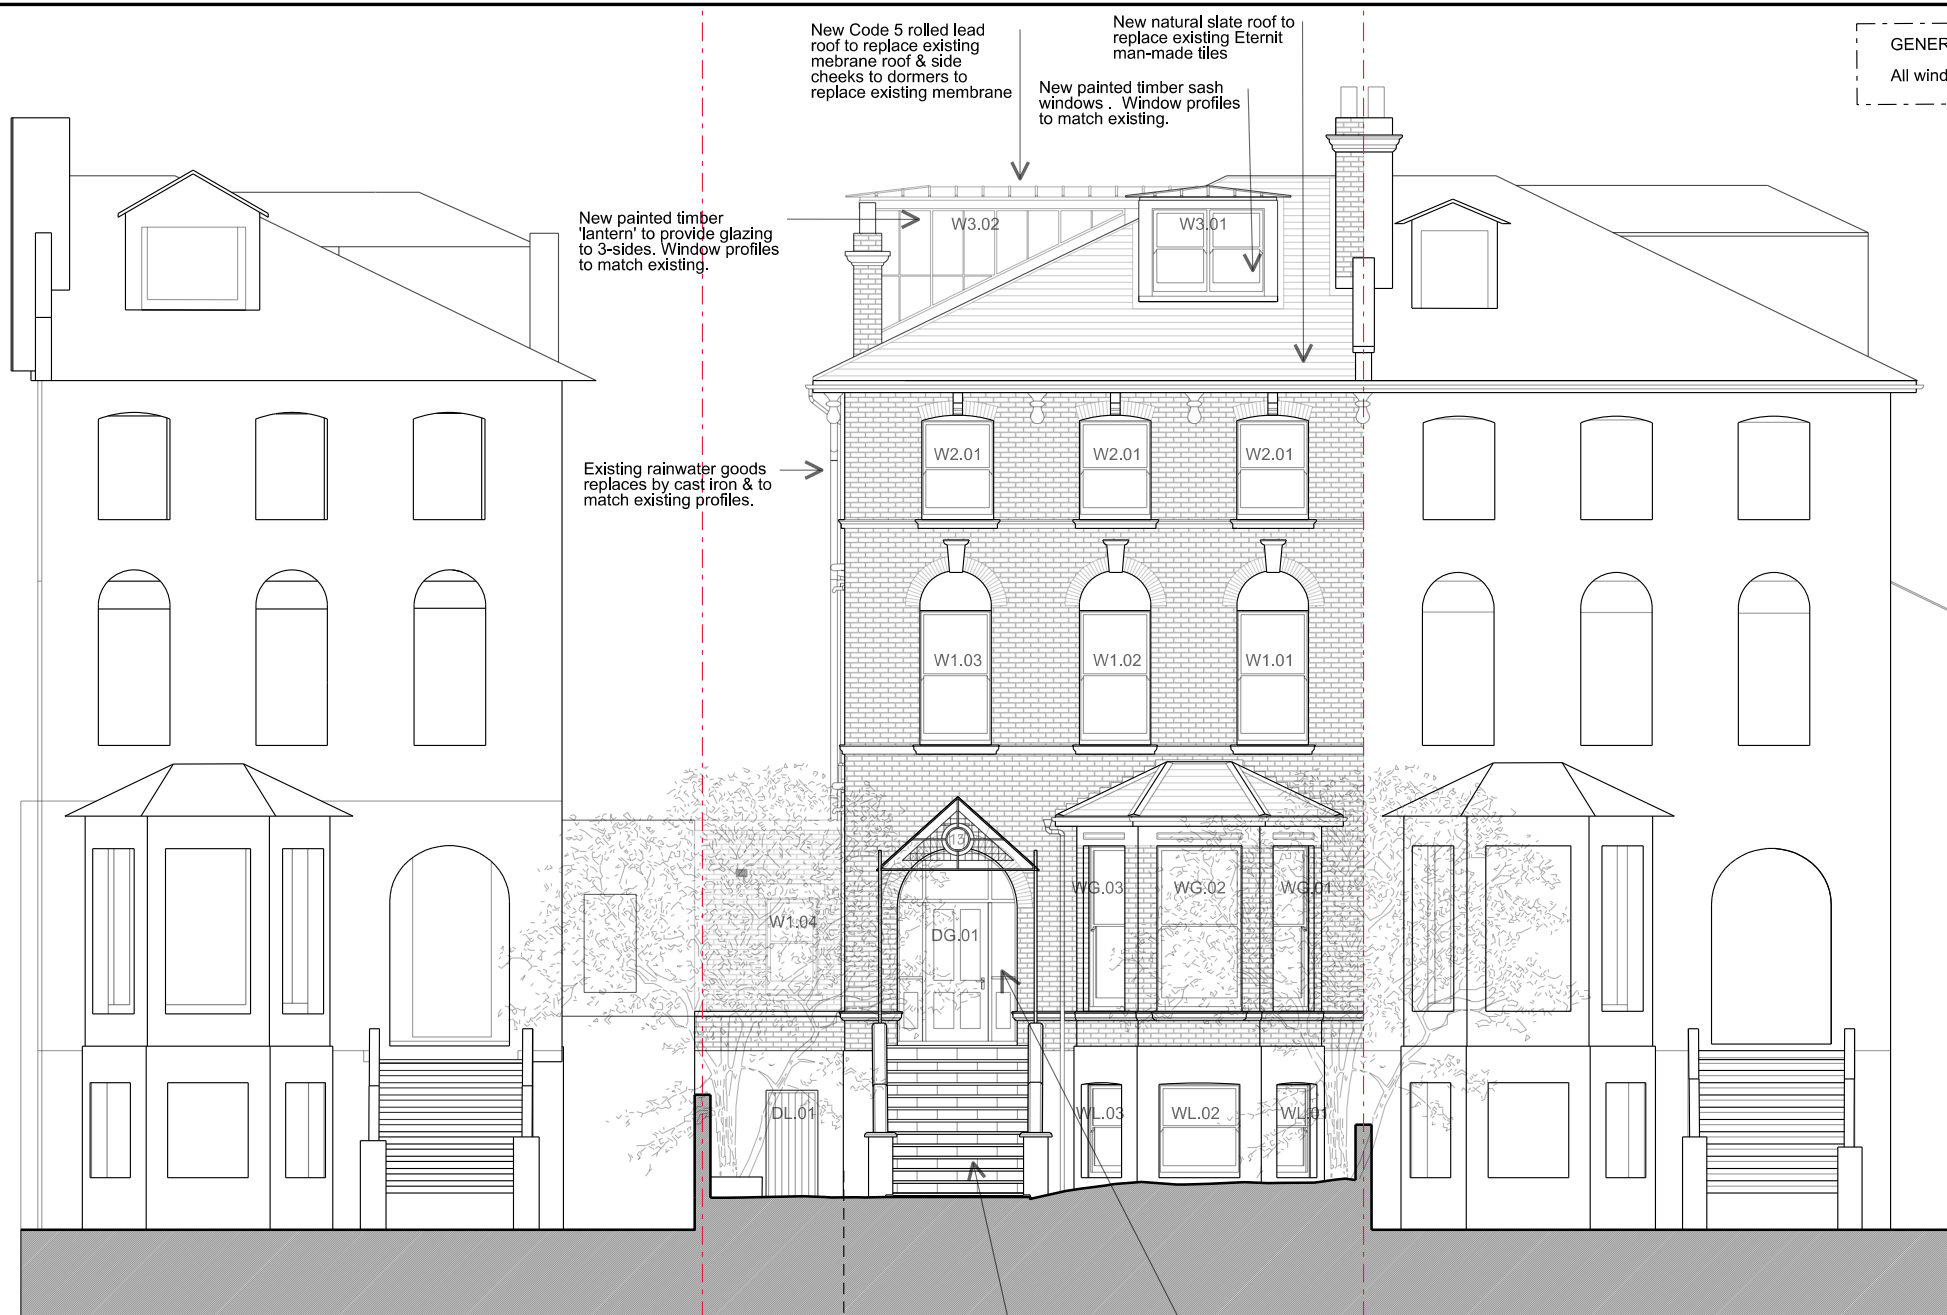 New Code 5 rolled lead
roof to replace existing
mebrane roof & side
cheeks to dormers to
replace existing membrane
New natural slate roof to
replace existing Eternit
man-made tiles
GENER
All wind
New painted timber sash
windows .  Window profiles
to match existing.
New painted timber
'lantern' to provide glazing
to 3-sides. Window profiles
to match existing.
W3.02
W3.01
Existing rainwater goods
replaces by cast iron & to
match existing profiles.
W2.01
W2.01
W2.01
W1.03
W1.02
W1.01
13
WG.03
WG.02
WG.01
W1.04
DG.01
DL.01
WL.03
WL.02
WL.01